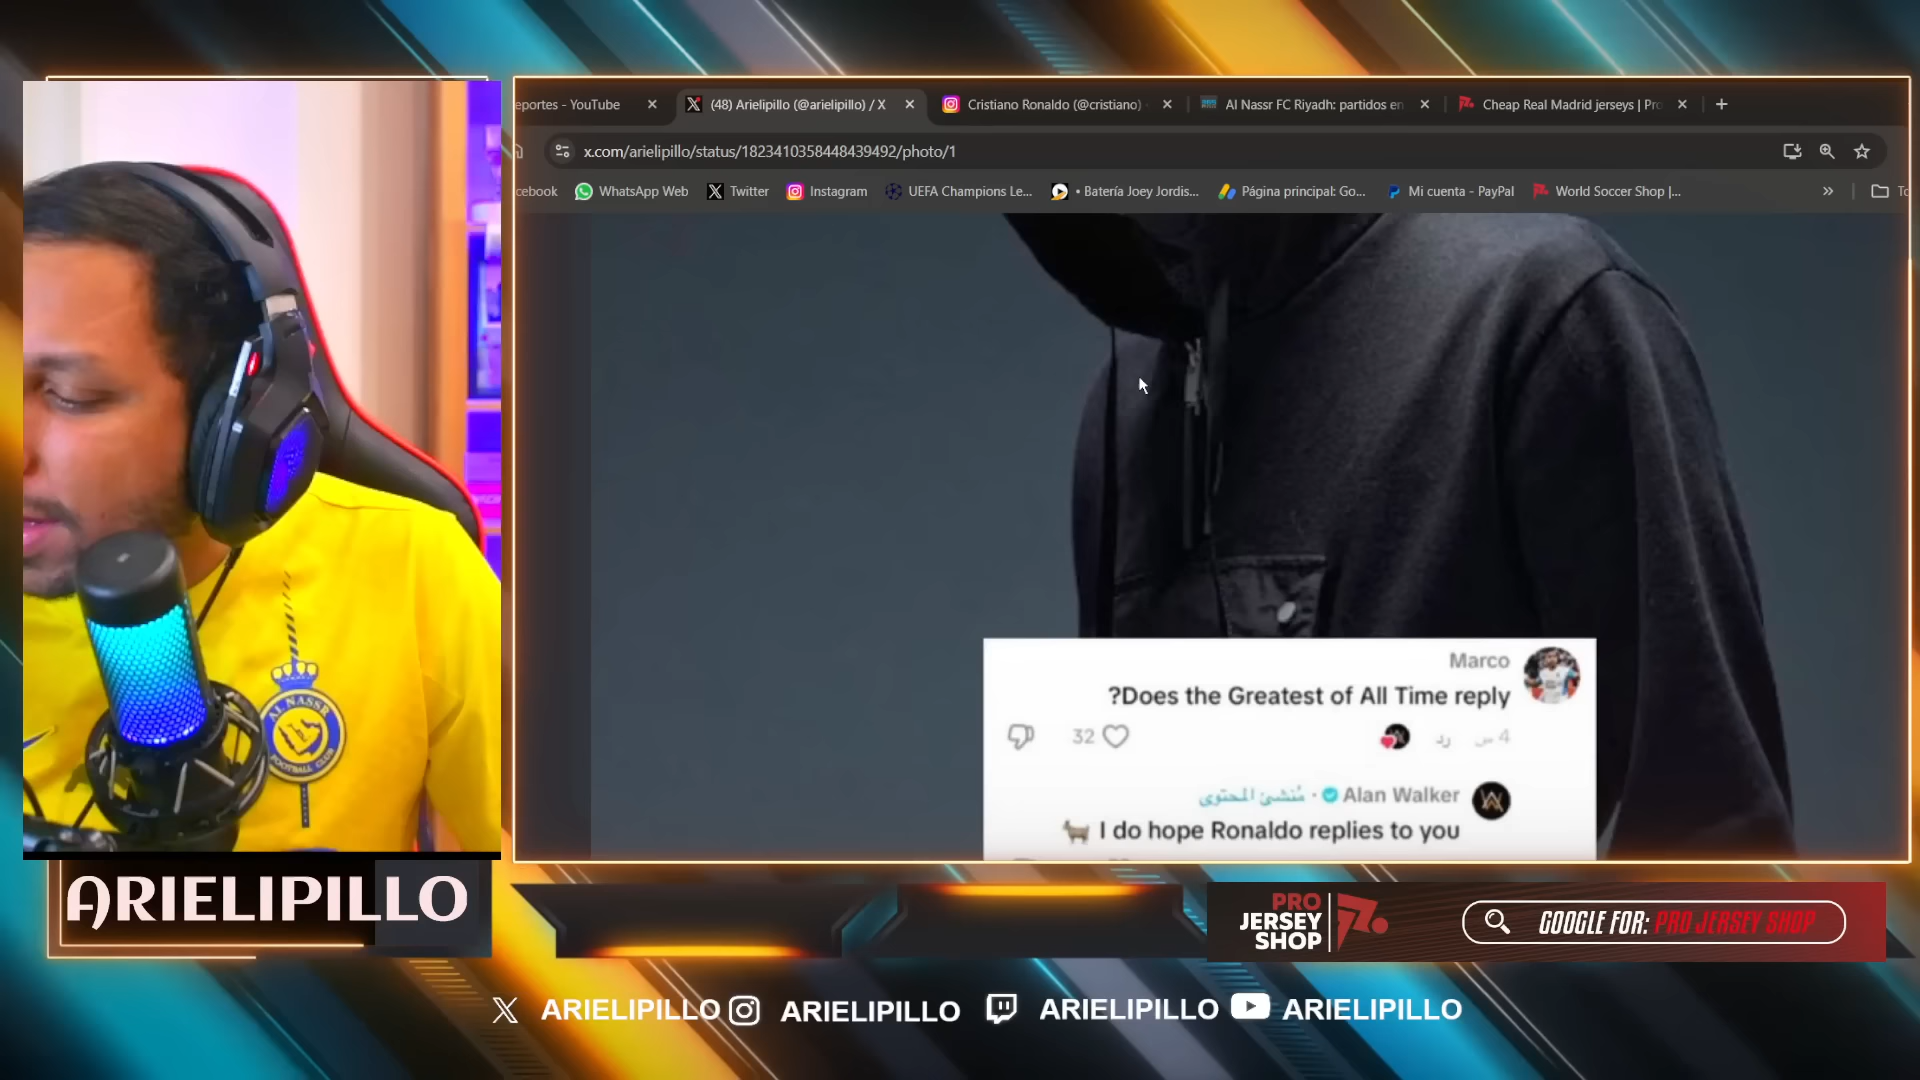 eportes - YouTube
(48) Arielipillo (@arielipillo) / X
Cristiano Ronaldo (@cristiano)
Al Nassr FC Riyadh: partidos en
Cheap Real Madrid jerseys | Pro
x.com/arielipillo/status/1823410358448439492/photo/1
cebook
WhatsApp Web
Twitter
Instagram
UEFA Champions Le...
• Batería Joey Jordis...
Página principal: Go...
Mi cuenta - PayPal
World Soccer Shop |...
Marco
?Does the Greatest of All Time reply
32
رد
4 س
Alan Walker
· مُنشئ المحتوى
I do hope Ronaldo replies to you
AL NASSR
FOOTBALL CLUB
ARIELIPILLO
PRO
JERSEY
SHOP
GOOGLE FOR: PRO JERSEY SHOP
ARIELIPILLO
ARIELIPILLO
ARIELIPILLO
ARIELIPILLO